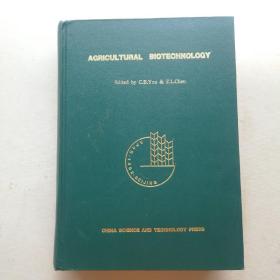 AGRICULTURAL BIOTECHNOLOGY
Edited by C.B.You & Z.L.Chen
CHINA SCIENCE AND TECHNOLOGY PRESS